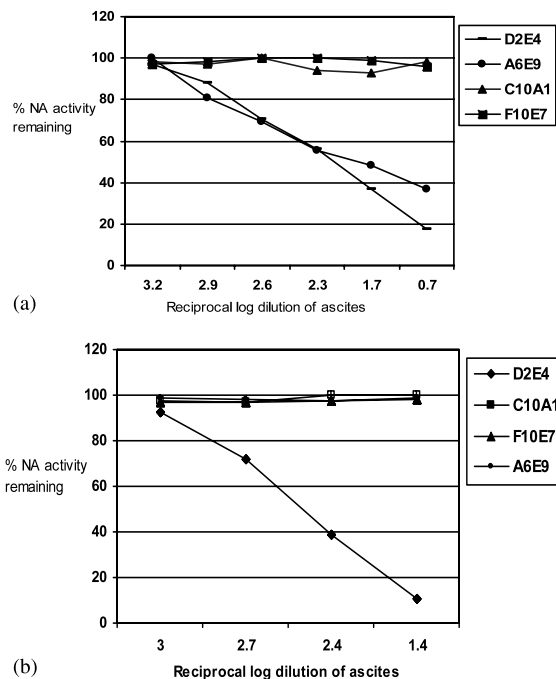 120
100
80
60
40
20
0
% NA activity
remaining
3.2 2.9 2.6 2.3 1.7 0.7
Reciprocal log dilution of ascites
D2E4
A6E9
C10A1
F10E7
(a)
120
100
80
60
40
20
0
% NA activity
remaining
3 2.7 2.4 1.4
Reciprocal log dilution of ascites
D2E4
C10A1
F10E7
A6E9
(b)